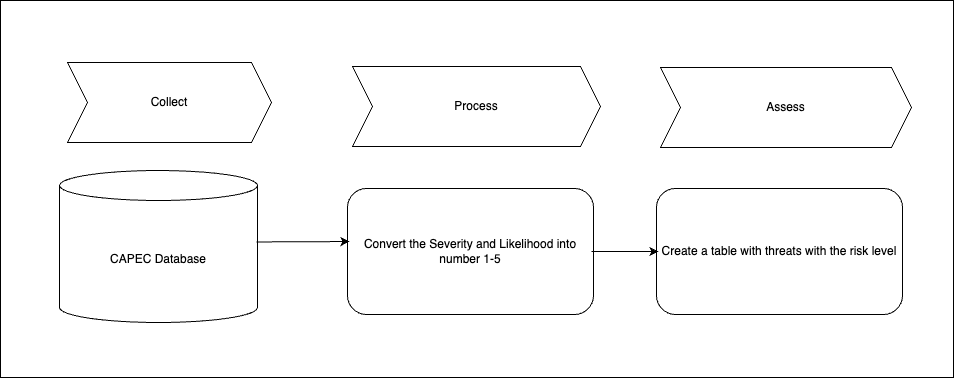 Collect
Process
Assess
CAPEC Database
Convert the Severity and Likelihood into
number 1-5
Create a table with threats with the risk level